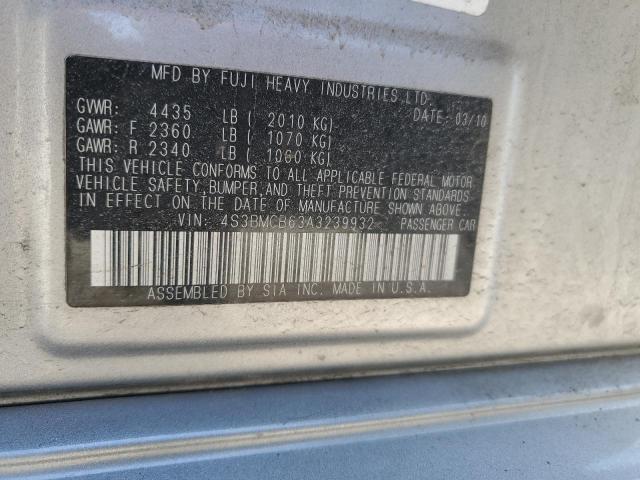 MFD BY FUJI HEAVY INDUSTRIES LTD.
GVWR: 4435 LB ( 2010 KG) DATE: 03/10
GAWR: F 2360 LB ( 1070 KG)
GAWR: R 2340 LB ( 1060 KG)
THIS VEHICLE CONFORMS TO ALL APPLICABLE FEDERAL MOTOR
VEHICLE SAFETY, BUMPER, AND THEFT PREVENTION STANDARDS
IN EFFECT ON THE DATE OF MANUFACTURE SHOWN ABOVE.
VIN: 4S3BMCB63A3239932 PASSENGER CAR
ASSEMBLED BY SIA INC. MADE IN U.S.A.